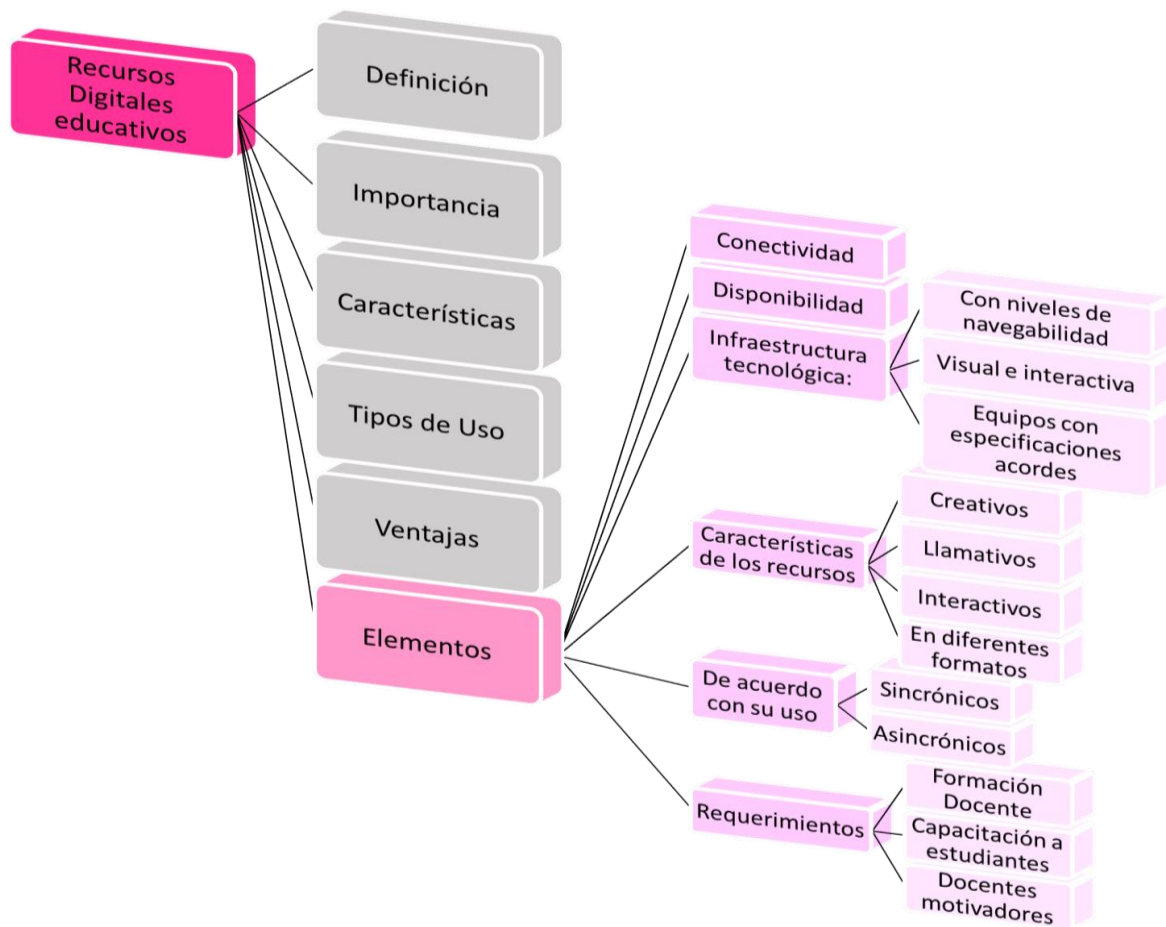 Recursos
Digitales
educativos
Definición
Importancia
Características
Tipos de Uso
Ventajas
Elementos
Conectividad
Disponibilidad
Infraestructura
tecnológica:
Con niveles de
navegabilidad
Visual e interactiva
Equipos con
especificaciones
acordes
Características
de los recursos
Creativos
Llamativos
Interactivos
En diferentes
formatos
De acuerdo
con su uso
Sincrónicos
Asincrónicos
Requerimientos
Formación
Docente
Capacitación a
estudiantes
Docentes
motivadores